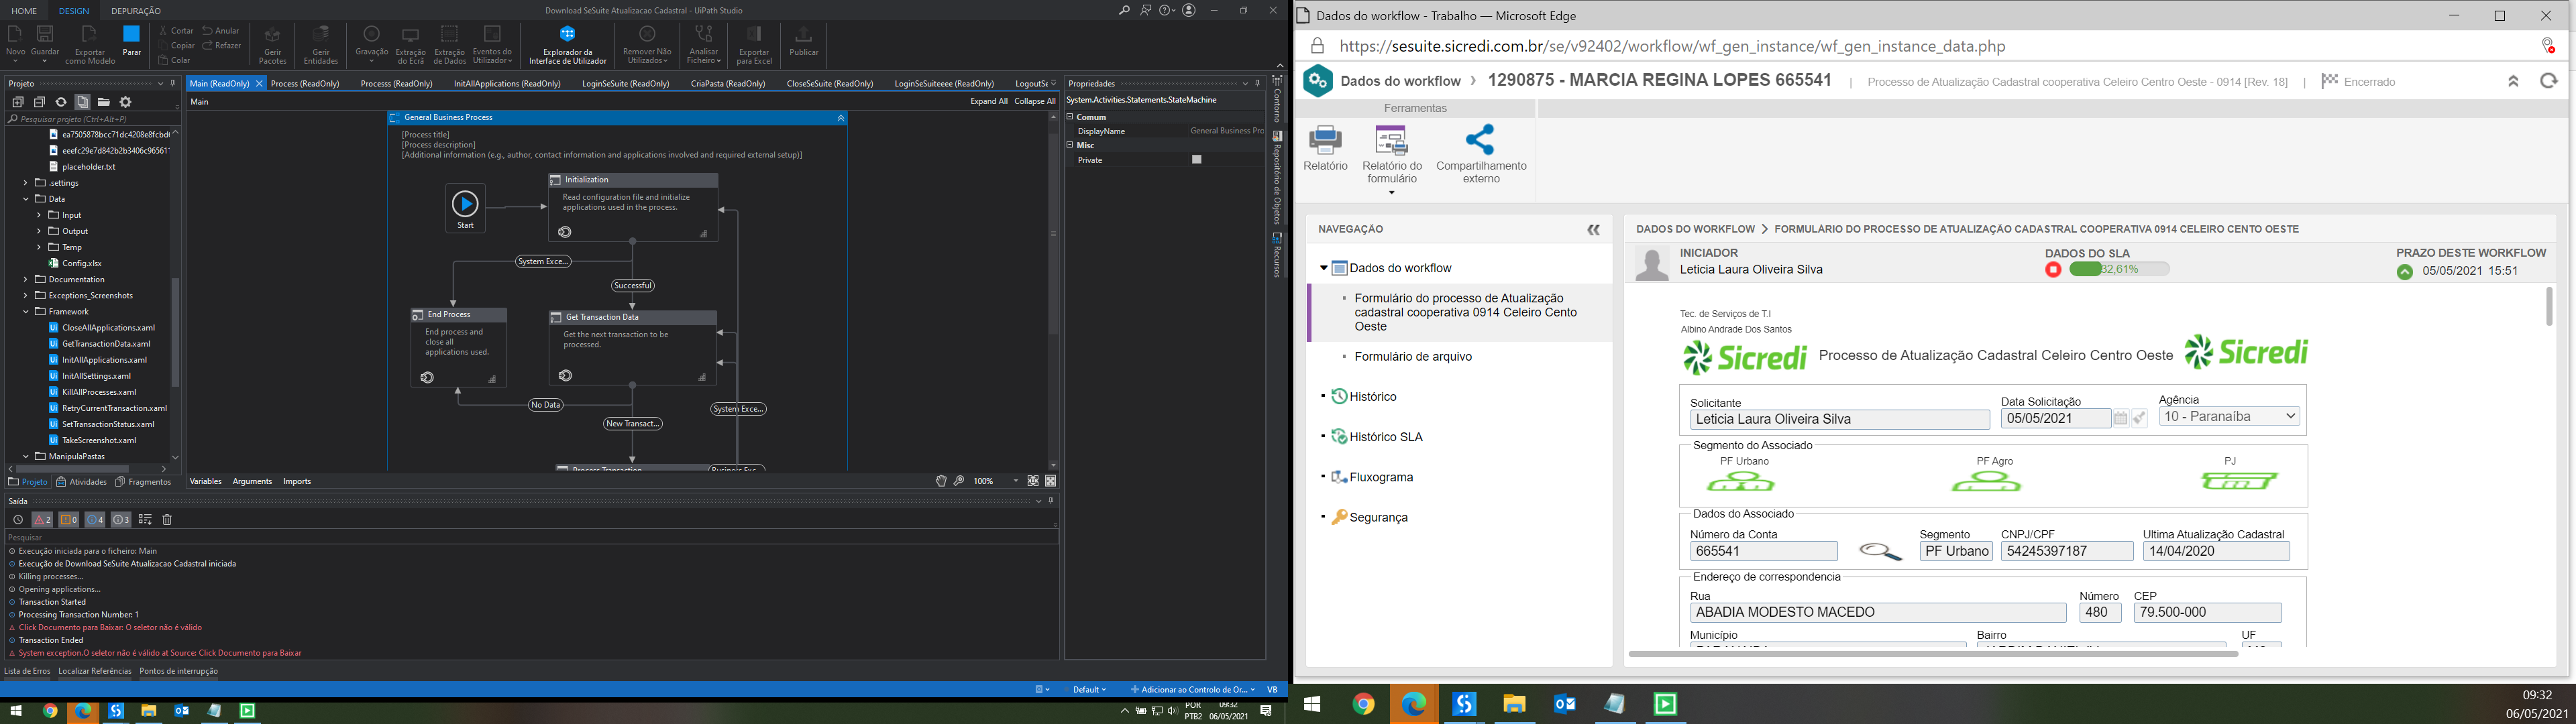 HOME DESIGN DEPURAÇÃO
Download SeSuite Atualizacao Cadastral - UiPath Studio
Novo Guardar Exportar como Modelo Parar
Cortar Copiar Colar
Anular Refazer
Gerir Pacotes
Gerir Entidades
Gravação
Extração do Ecrã
Extração de Dados
Eventos do Utilizador
Explorador da Interface de Utilizador
Remover Não Utilizados
Analisar Ficheiro
Exportar para Excel
Publicar
Projeto
Pesquisar projeto (Ctrl+Alt+P)
placeholder.txt
.settings
Data
Input
Output
Temp
Config.xlsx
Documentation
Exceptions_Screenshots
Framework
CloseAllApplications.xaml
GetTransactionData.xaml
InitAllApplications.xaml
InitAllSettings.xaml
KillAllProcesses.xaml
RetryCurrentTransaction.xaml
SetTransactionStatus.xaml
TakeScreenshot.xaml
ManipulaPastas
Projeto Atividades Fragmentos
Main (ReadOnly) Process (ReadOnly) Processs (ReadOnly) InitAllApplications (ReadOnly) LoginSeSuite (ReadOnly) CriaPasta (ReadOnly) CloseSeSuite (ReadOnly) LoginSeSuiteeee (ReadOnly) LogoutSe
Main
Expand All Collapse All
General Business Process
[Process title]
[Process description]
[Additional information (e.g., author, contact information and applications involved and required external setup)]
Start
Initialization
Read configuration file and initialize
applications used in the process.
System Exce...
Successful
End Process
End process and
close all
applications used.
Get Transaction Data
Get the next transaction to be
processed.
No Data
System Exce...
New Transact...
Process Transaction
Variables Arguments Imports
100%
Propriedades
System.Activities.Statements.StateMachine
Comum
DisplayName General Business Pro
Misc
Private
Contorno
Repositório de Objetos
Recursos
Saída
2 0 4 3
Pesquisar
Execução iniciada para o ficheiro: Main
Execução de Download SeSuite Atualizacao Cadastral iniciada
Killing processes...
Opening applications...
Transaction Started
Processing Transaction Number: 1
Click Documento para Baixar: O seletor não é válido
Transaction Ended
System exception.O seletor não é válido at Source: Click Documento para Baixar
Lista de Erros Localizar Referências Pontos de interrupção
Default Adicionar ao Controlo de Or... VB
POR
PTB2
09:32
06/05/2021
Dados do workflow - Trabalho — Microsoft Edge
https://sesuite.sicredi.com.br/se/v92402/workflow/wf_gen_instance/wf_gen_instance_data.php
Dados do workflow > 1290875 - MARCIA REGINA LOPES 665541 | Processo de Atualização Cadastral cooperativa Celeiro Centro Oeste - 0914 [Rev. 18] | Encerrado
Ferramentas
Relatório
Relatório do formulário
Compartilhamento externo
NAVEGAÇÃO
Dados do workflow
Formulário do processo de Atualização
cadastral cooperativa 0914 Celeiro Cento
Oeste
Formulário de arquivo
Histórico
Histórico SLA
Fluxograma
Segurança
DADOS DO WORKFLOW > FORMULÁRIO DO PROCESSO DE ATUALIZAÇÃO CADASTRAL COOPERATIVA 0914 CELEIRO CENTO OESTE
INICIADOR
Leticia Laura Oliveira Silva
DADOS DO SLA
32,61%
PRAZO DESTE WORKFLOW
05/05/2021 15:51
Tec. de Serviços de T.I
Albino Andrade Dos Santos
Sicredi Processo de Atualização Cadastral Celeiro Centro Oeste Sicredi
Solicitante
Leticia Laura Oliveira Silva
Data Solicitação
05/05/2021
Agência
10 - Paranaíba
Segmento do Associado
PF Urbano PF Agro PJ
Dados do Associado
Número da Conta
665541
Segmento
PF Urbano
CNPJ/CPF
54245397187
Ultima Atualização Cadastral
14/04/2020
Endereço de correspondencia
Rua
ABADIA MODESTO MACEDO
Número
480
CEP
79.500-000
Município Bairro UF
09:32
06/05/2021